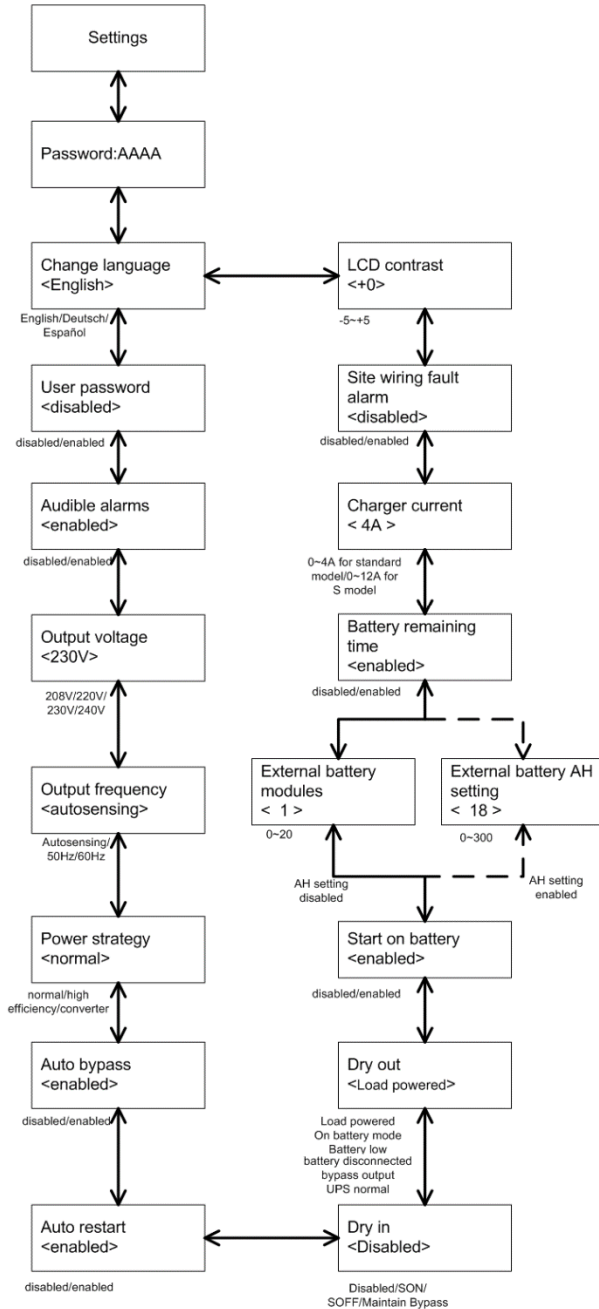 Settings
Password:AAAA
Change language
<English>
English/Deutsch/
Español
User password
<disabled>
disabled/enabled
Audible alarms
<enabled>
disabled/enabled
Output voltage
<230V>
208V/220V/
230V/240V
Output frequency
<autosensing>
Autosensing/
50Hz/60Hz
Power strategy
<normal>
normal/high
efficiency/converter
Auto bypass
<enabled>
disabled/enabled
Auto restart
<enabled>
disabled/enabled
LCD contrast
<+0>
-5~+5
Site wiring fault
alarm
<disabled>
disabled/enabled
Charger current
< 4A >
0~4A for standard
model/0~12A for
S model
Battery remaining
time
<enabled>
disabled/enabled
External battery
modules
< 1 >
0~20
AH setting
disabled
External battery AH
setting
< 18 >
0~300
AH setting
enabled
Start on battery
<enabled>
disabled/enabled
Dry out
<Load powered>
Load powered
On battery mode
Battery low
battery disconnected
bypass output
UPS normal
Dry in
<Disabled>
Disabled/SON/
SOFF/Maintain Bypass